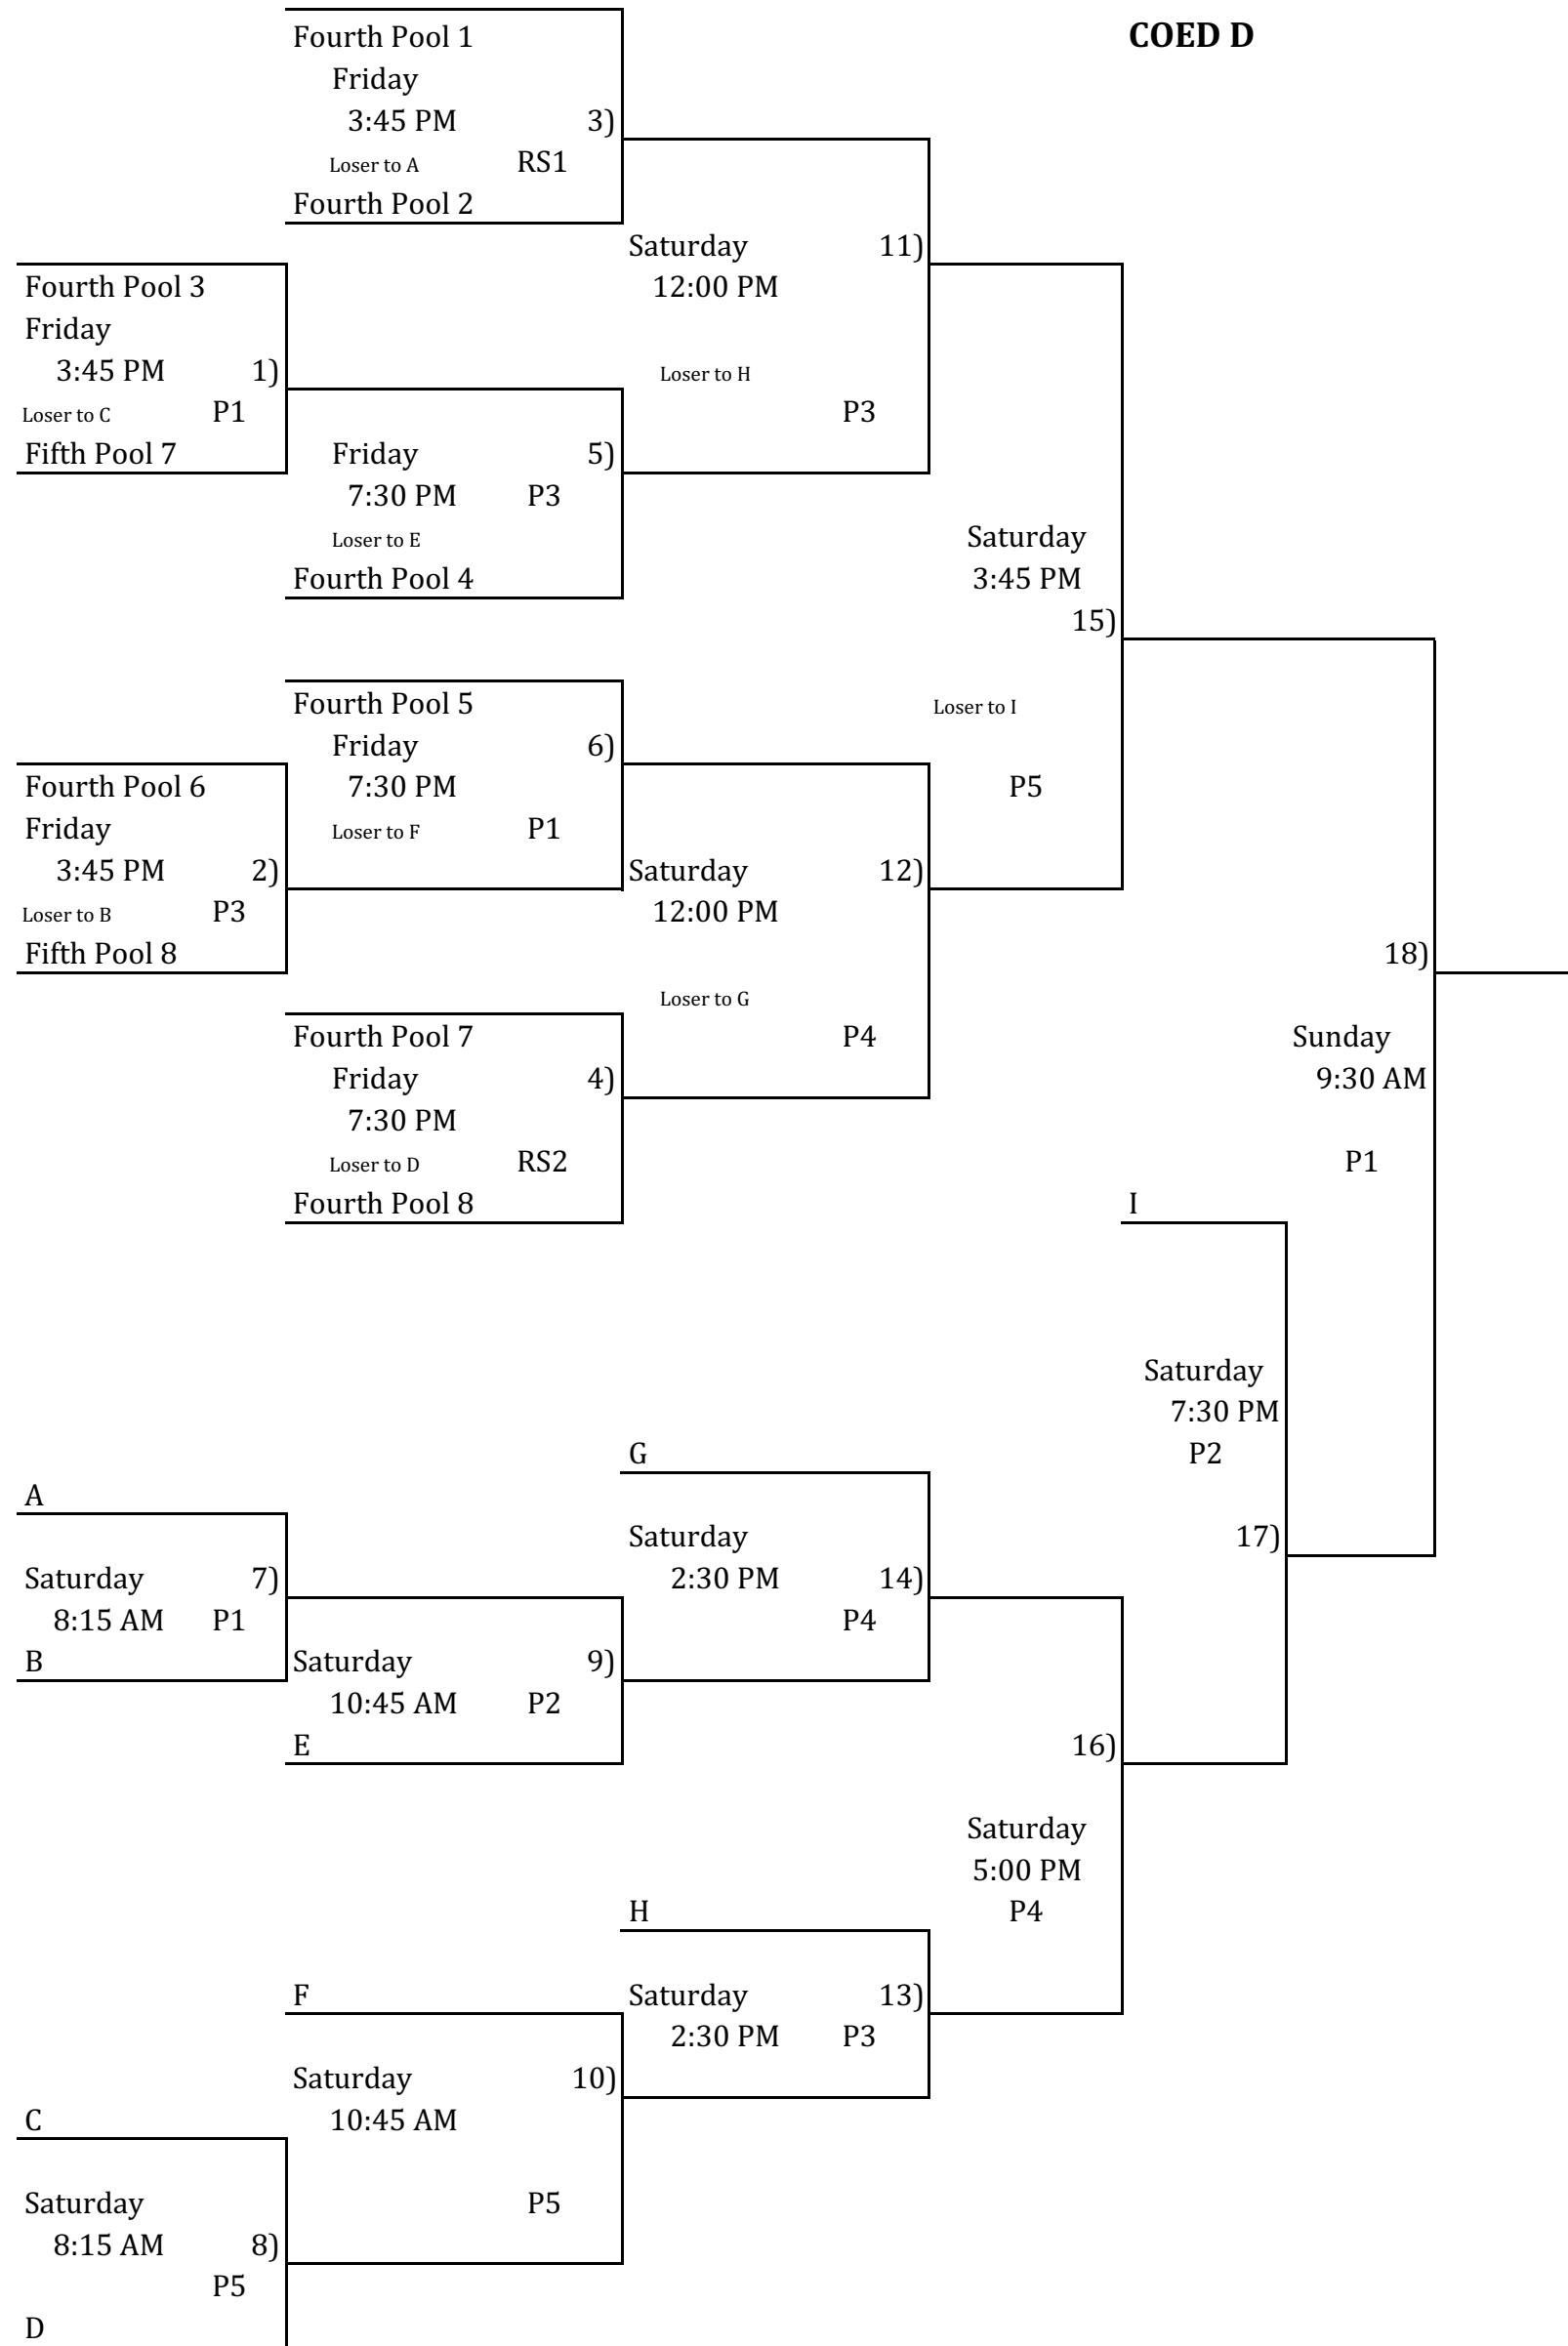 COED D
Fourth Pool 1
Friday
3:45 PM 3)
Loser to A RS1
Fourth Pool 2
Saturday 11)
12:00 PM
Loser to H
P3
Fourth Pool 3
Friday
3:45 PM 1)
Loser to C P1
Fifth Pool 7
Friday 5)
7:30 PM P3
Loser to E
Fourth Pool 4
Saturday
3:45 PM
15)
Loser to I
P5
Fourth Pool 5
Friday 6)
7:30 PM
Loser to F P1
Fourth Pool 6
Friday
3:45 PM 2)
Loser to B P3
Fifth Pool 8
Saturday 12)
12:00 PM
Loser to G
P4
18)
Sunday
9:30 AM
P1
Fourth Pool 7
Friday 4)
7:30 PM
Loser to D RS2
Fourth Pool 8
I
Saturday
7:30 PM
P2
17)
G
Saturday
2:30 PM 14)
P4
A
Saturday 7)
8:15 AM P1
B
Saturday 9)
10:45 AM P2
E
16)
Saturday
5:00 PM
P4
H
Saturday 13)
2:30 PM P3
F
Saturday 10)
10:45 AM
P5
C
Saturday
8:15 AM 8)
P5
D